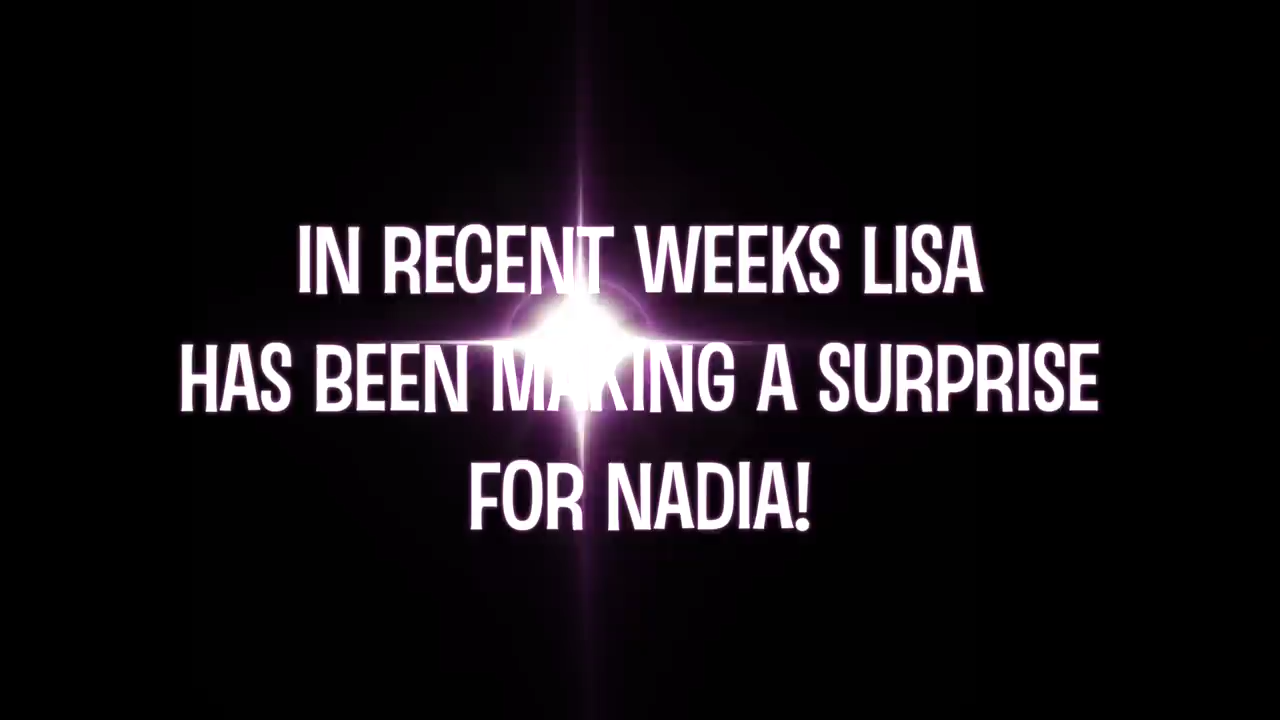 IN RECENT WEEKS LISA
HAS BEEN MAKING A SURPRISE
FOR NADIA!